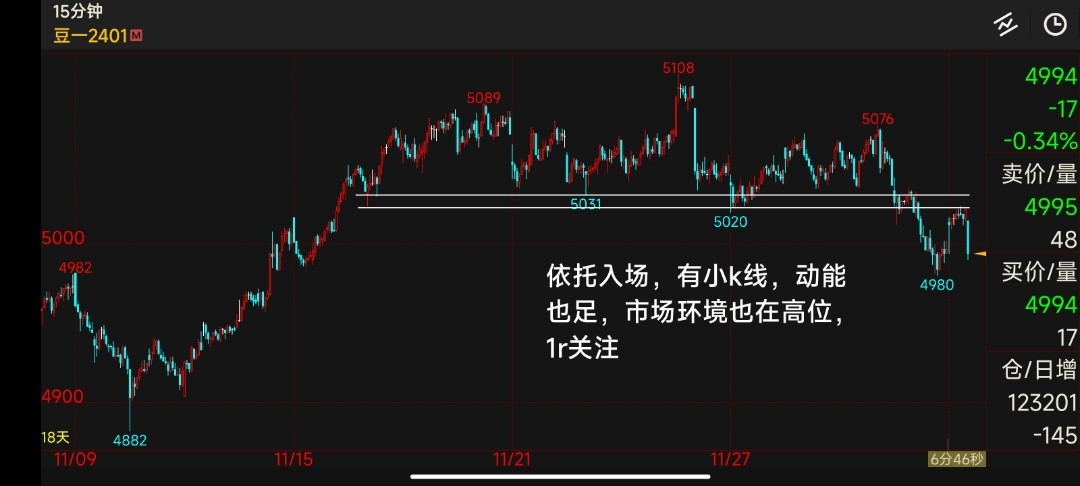 15分钟
豆一2401 M
5108
5089
5076
5031
5020
5000
4982
4980
4900
4882
依托入场，有小k线，动能
也足，市场环境也在高位，
1r关注
18天
11/09
11/15
11/21
11/27
6分46秒
4994
-17
-0.34%
卖价/量
4995
48
买价/量
4994
17
仓/日增
123201
-145